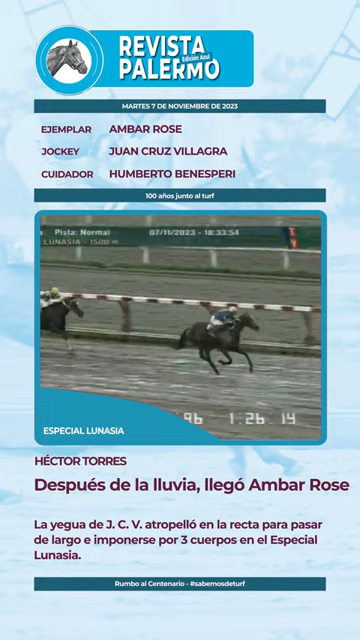 REVISTA
Edición Azul
PALERMO
MARTES 7 DE NOVIEMBRE DE 2023
EJEMPLAR AMBAR ROSE
JOCKEY JUAN CRUZ VILLAGRA
CUIDADOR HUMBERTO BENESPERI
100 años junto al turf
Pista: Normal 07/11/2023 - 18:33:54
LUNASIA - 1500 m
96 1:26 14
ESPECIAL LUNASIA
HÉCTOR TORRES
Después de la lluvia, llegó Ambar Rose
La yegua de J. C. V. atropelló en la recta para pasar
de largo e imponerse por 3 cuerpos en el Especial
Lunasia.
Rumbo al Centenario - #sabemosdeturf